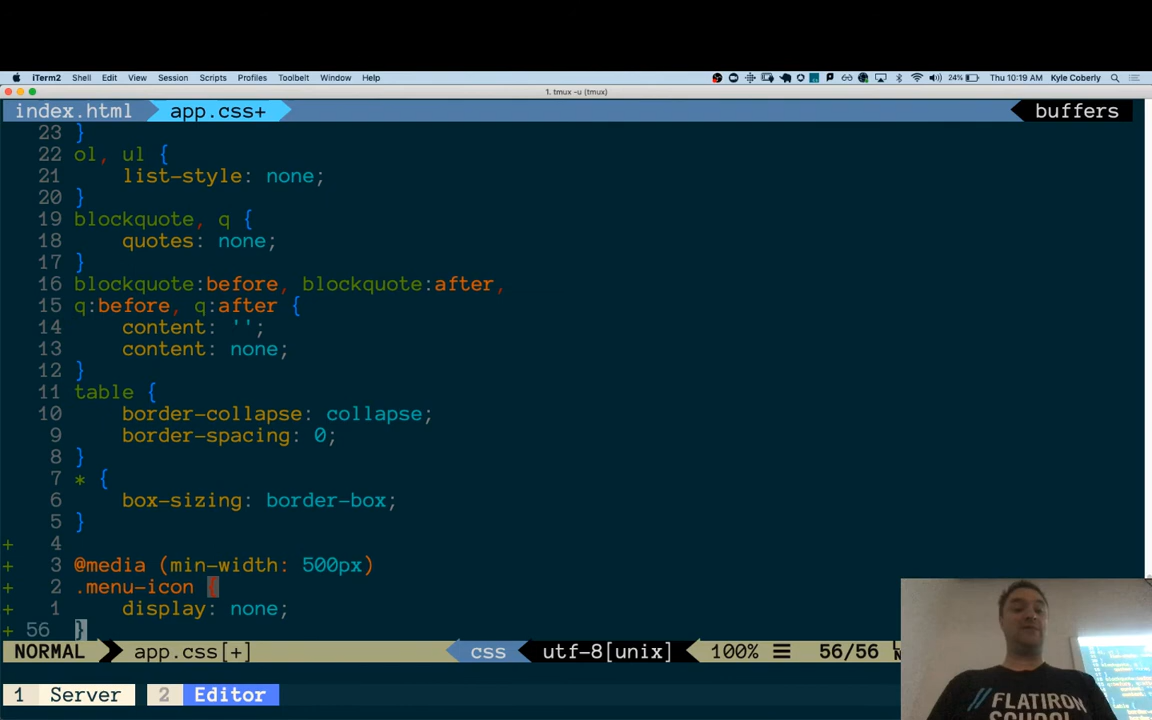 iTerm2 Shell Edit View Session Scripts Profiles Toolbelt Window Help 24% Thu 10:19 AM Kyle Coberly
1. tmux -u (tmux)
index.html app.css+ buffers
23 }
22 ol, ul {
21 list-style: none;
20 }
19 blockquote, q {
18 quotes: none;
17 }
16 blockquote:before, blockquote:after,
15 q:before, q:after {
14 content: '';
13 content: none;
12 }
11 table {
10 border-collapse: collapse;
9 border-spacing: 0;
8 }
7 * {
6 box-sizing: border-box;
5 }
+ 4
+ 3 @media (min-width: 500px)
+ 2 .menu-icon {
+ 1 display: none;
+ 56 }
NORMAL app.css[+] css utf-8[unix] 100% ☰ 56/56
1 Server 2 Editor
// FLATIRON
SCHOOL